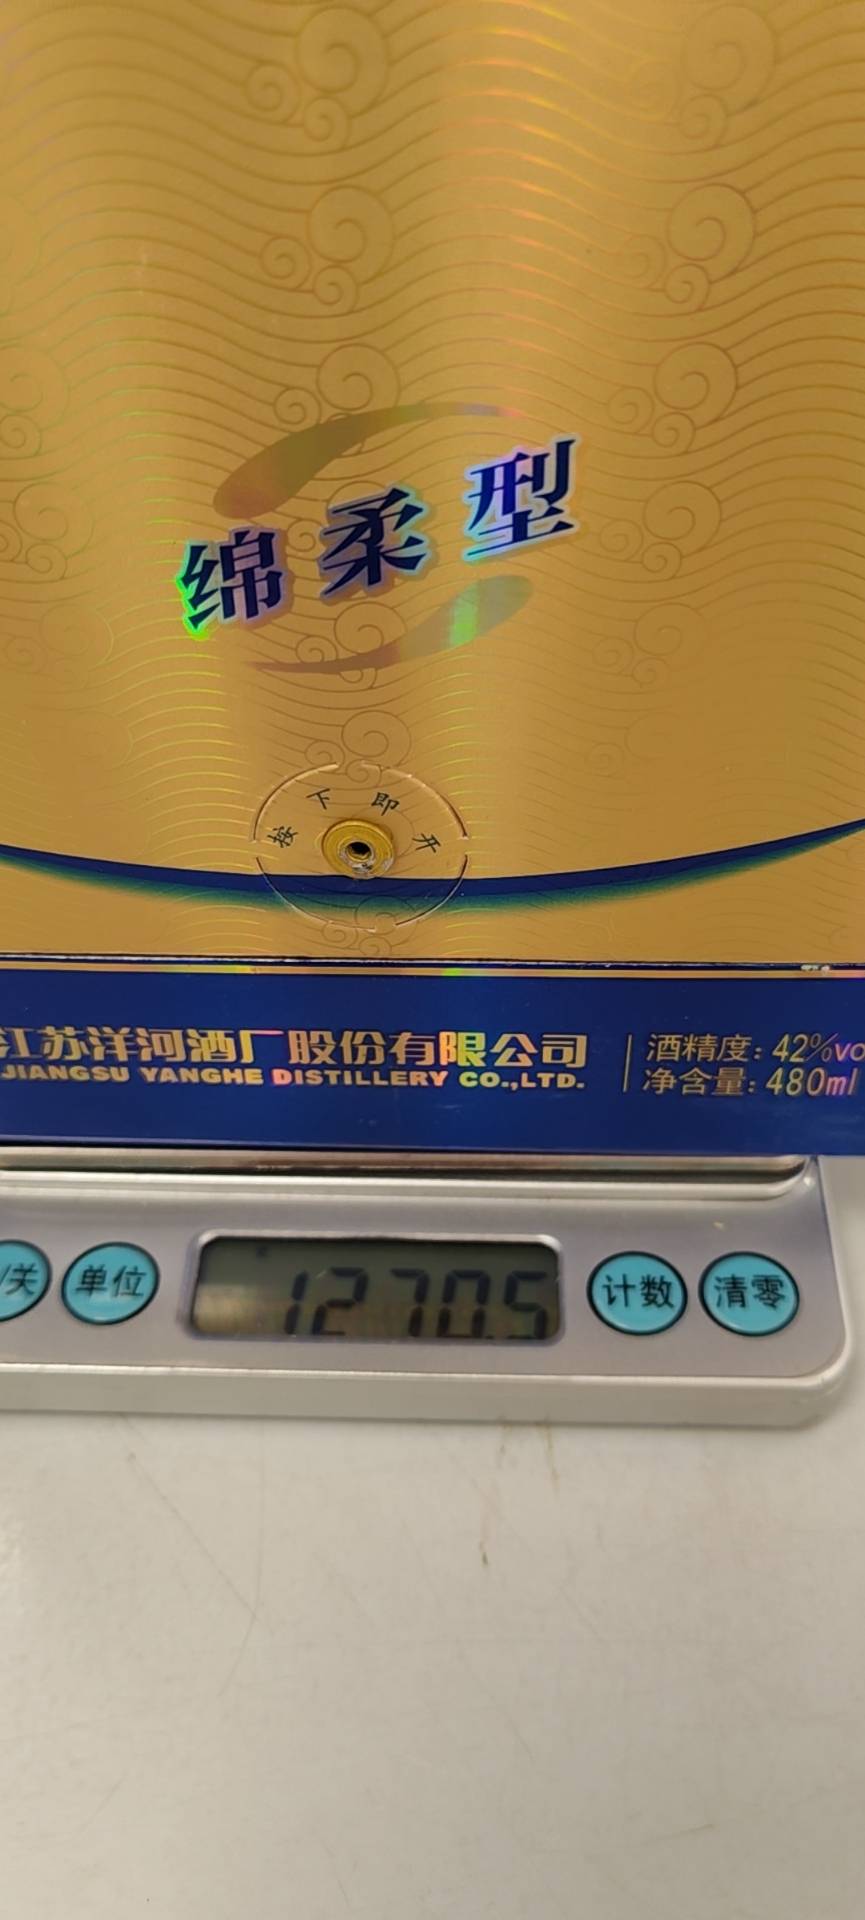 绵柔型
按下即开
江苏洋河酒厂股份有限公司
JIANGSU YANGHE DISTILLERY CO.,LTD.
酒精度: 42%vo
净含量: 480ml
/关
单位
1270.5
计数
清零